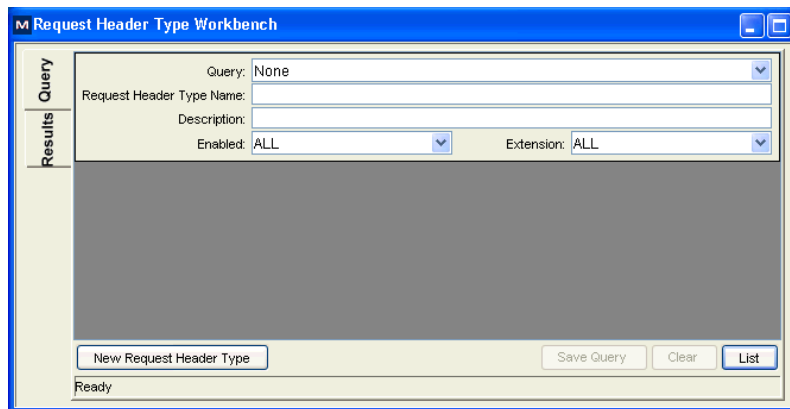 M Request Header Type Workbench
Query
Results
Query: None
Request Header Type Name:
Description:
Enabled: ALL Extension: ALL
New Request Header Type Save Query Clear List
Ready